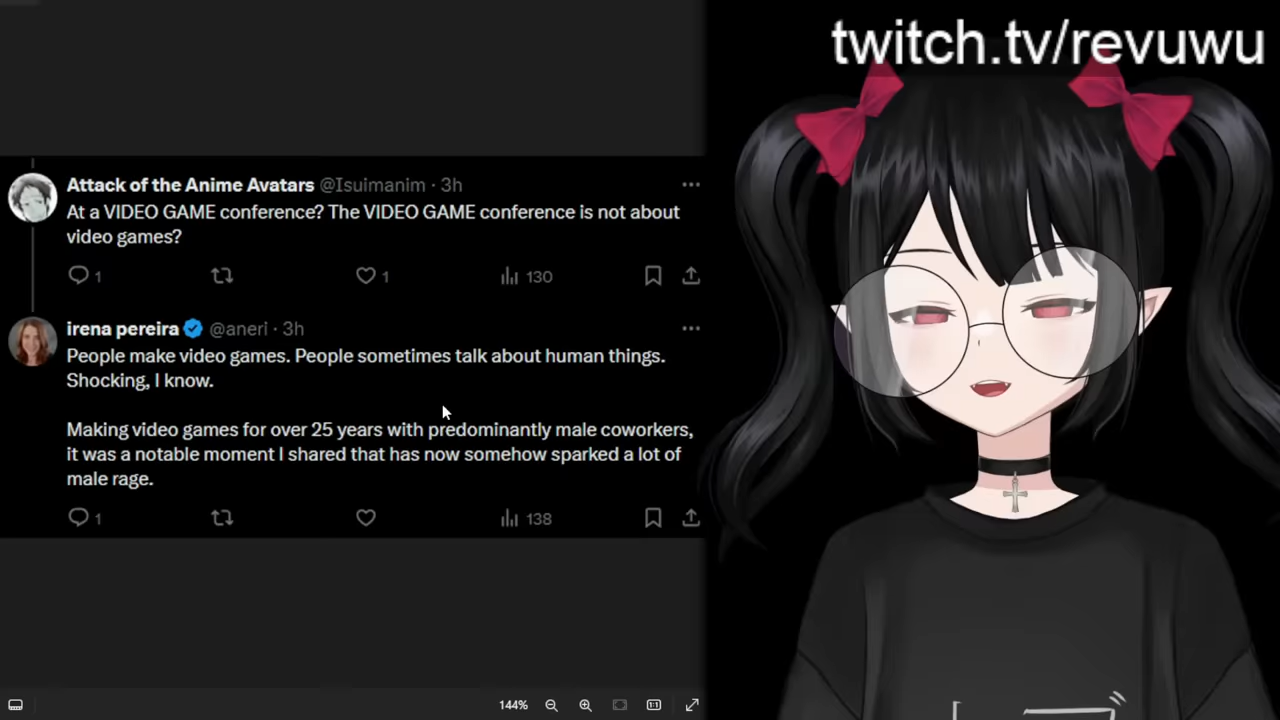 twitch.tv/revuwu
Attack of the Anime Avatars @Isuimanim · 3h
At a VIDEO GAME conference? The VIDEO GAME conference is not about
video games?
1
1
130
irena pereira @aneri · 3h
People make video games. People sometimes talk about human things.
Shocking, I know.
Making video games for over 25 years with predominantly male coworkers,
it was a notable moment I shared that has now somehow sparked a lot of
male rage.
1
138
144%
1:1